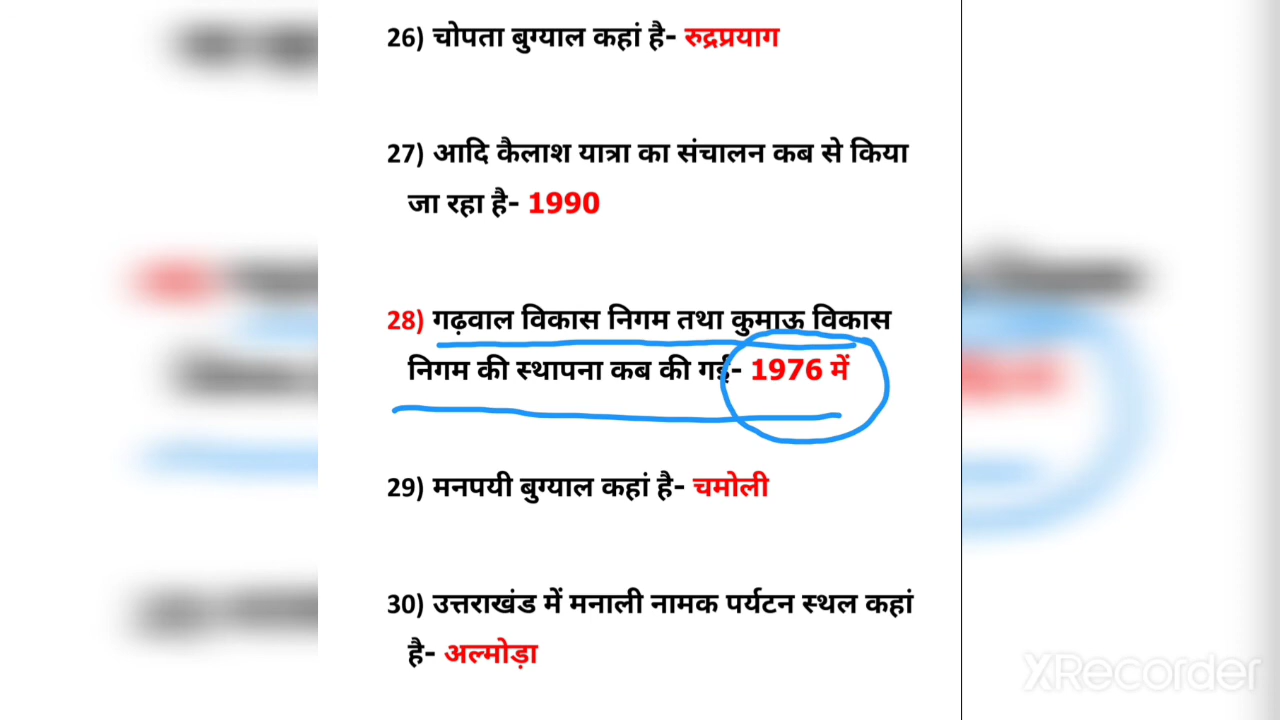 26) चोपता बुग्याल कहां है- रुद्रप्रयाग
27) आदि कैलाश यात्रा का संचालन कब से किया
जा रहा है- 1990
28) गढ़वाल विकास निगम तथा कुमाऊ विकास
निगम की स्थापना कब की गई- 1976 में
29) मनपयी बुग्याल कहां है- चमोली
30) उत्तराखंड में मनाली नामक पर्यटन स्थल कहां
है- अल्मोड़ा
XRecorder